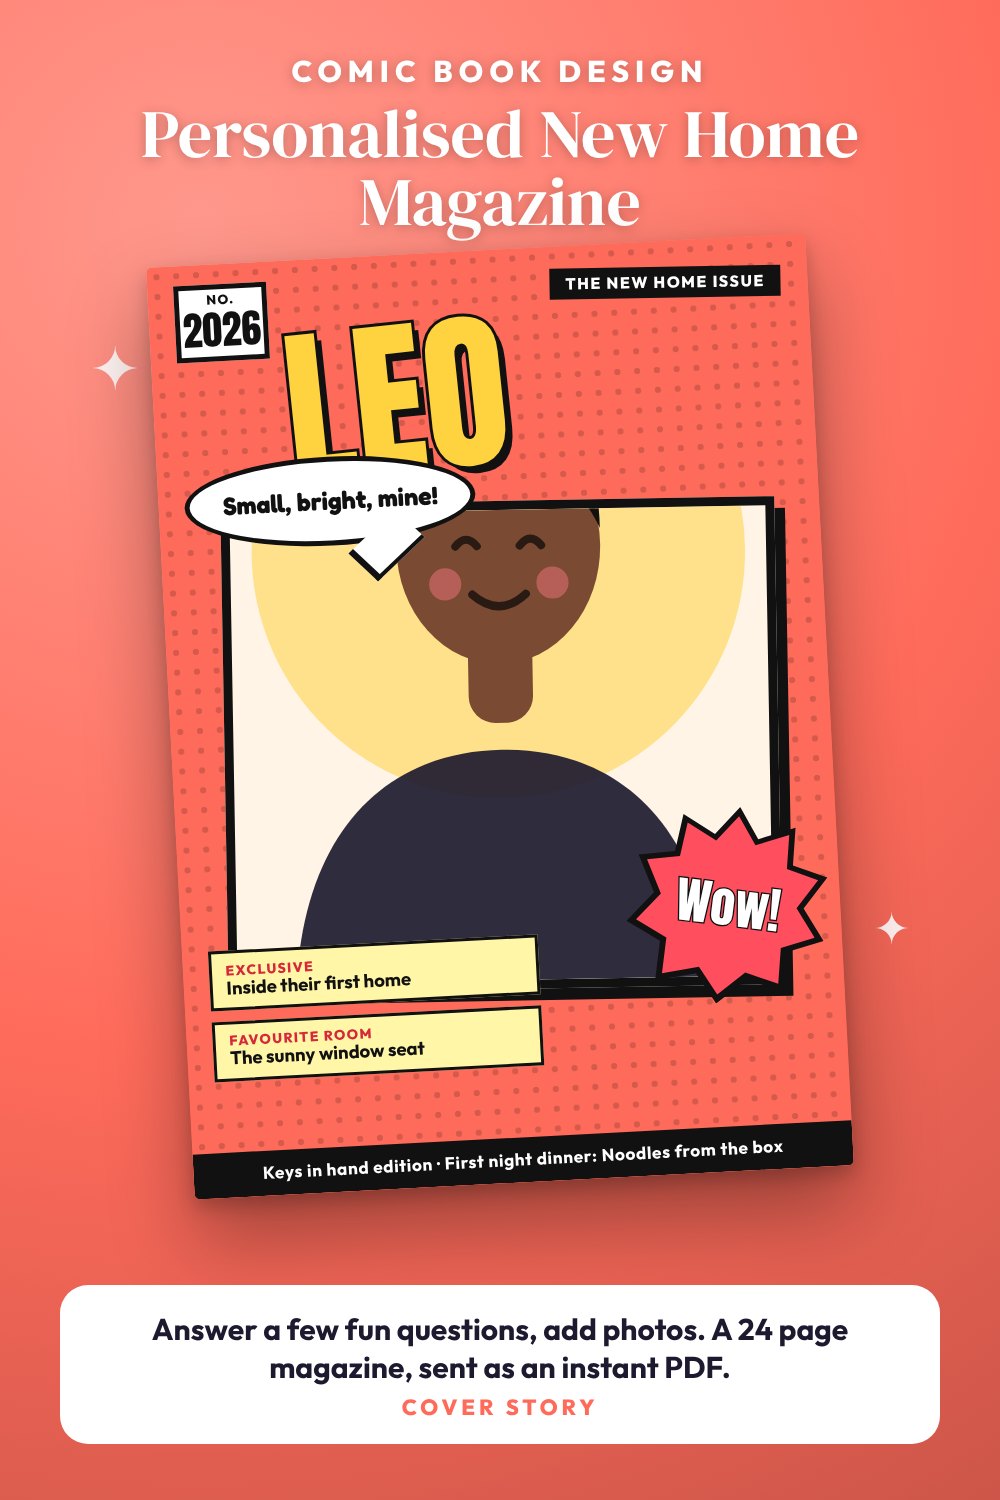 COMIC BOOK DESIGN
Personalised New Home
Magazine
THE NEW HOME ISSUE
NO.
2026
LEO
Small, bright, mine!
Wow!
EXCLUSIVE
Inside their first home
FAVOURITE ROOM
The sunny window seat
Keys in hand edition · First night dinner: Noodles from the box
Answer a few fun questions, add photos. A 24 page
magazine, sent as an instant PDF.
COVER STORY